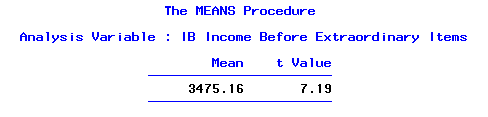 The MEANS Procedure
Analysis Variable : IB Income Before Extraordinary Items
Mean t Value
3475.16 7.19